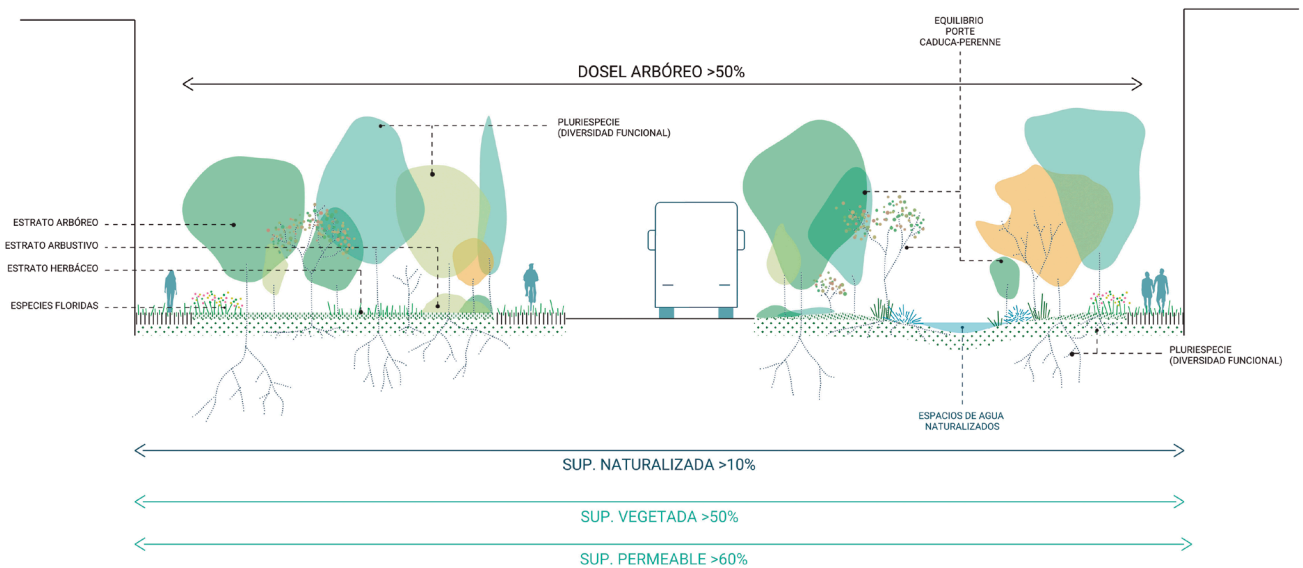 EQUILIBRIO
PORTE
CADUCA-PERENNE
DOSEL ARBÓREO >50%
PLURIESPECIE
(DIVERSIDAD FUNCIONAL)
ESTRATO ARBÓREO
ESTRATO ARBUSTIVO
ESTRATO HERBÁCEO
ESPECIES FLORIDAS
PLURIESPECIE
(DIVERSIDAD FUNCIONAL)
ESPACIOS DE AGUA
NATURALIZADOS
SUP. NATURALIZADA >10%
SUP. VEGETADA >50%
SUP. PERMEABLE >60%